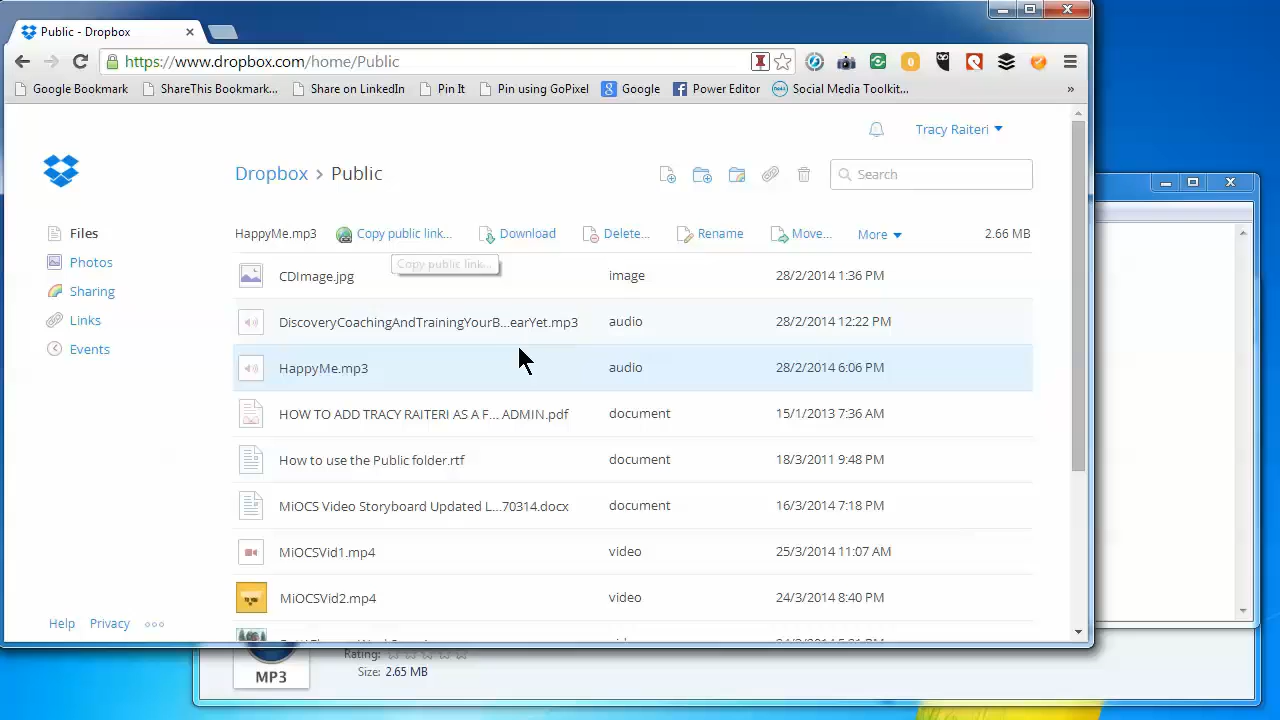 Public - Dropbox
https://www.dropbox.com/home/Public
Google Bookmark ShareThis Bookmark... Share on LinkedIn Pin It Pin using GoPixel Google Power Editor Social Media Toolkit... »
Tracy Raiteri
Dropbox › Public
Search
HappyMe.mp3 Copy public link... Download Delete... Rename Move... More 2.66 MB
Copy public link...
Files
Photos
Sharing
Links
Events
CDImage.jpg image 28/2/2014 1:36 PM
DiscoveryCoachingAndTrainingYourB...earYet.mp3 audio 28/2/2014 12:22 PM
HappyMe.mp3 audio 28/2/2014 6:06 PM
HOW TO ADD TRACY RAITERI AS A F... ADMIN.pdf document 15/1/2013 7:36 AM
How to use the Public folder.rtf document 18/3/2011 9:48 PM
MiOCS Video Storyboard Updated L...70314.docx document 16/3/2014 7:18 PM
MiOCSVid1.mp4 video 25/3/2014 11:07 AM
MiOCSVid2.mp4 video 24/3/2014 8:40 PM
Help Privacy
Rating:
MP3 Size: 2.65 MB